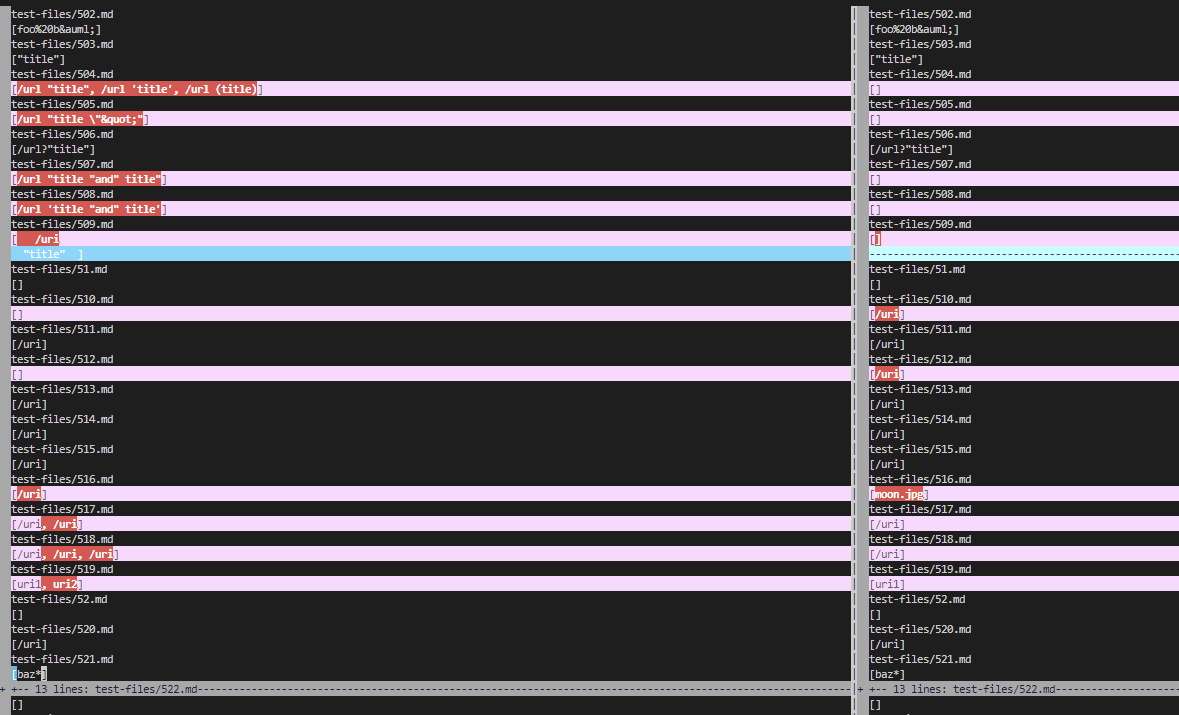 test-files/502.md
[foo%20b&auml;]
test-files/503.md
["title"]
test-files/504.md
[/url "title", /url 'title', /url (title)]
test-files/505.md
[/url "title \"&quot;"]
test-files/506.md
[/url?"title"]
test-files/507.md
[/url "title "and" title"]
test-files/508.md
[/url 'title "and" title']
test-files/509.md
[   /uri
  "title"  ]
test-files/51.md
[]
test-files/510.md
[]
test-files/511.md
[/uri]
test-files/512.md
[]
test-files/513.md
[/uri]
test-files/514.md
[/uri]
test-files/515.md
[/uri]
test-files/516.md
[/uri]
test-files/517.md
[/uri, /uri]
test-files/518.md
[/uri, /uri, /uri]
test-files/519.md
[uri1, uri2]
test-files/52.md
[]
test-files/520.md
[/uri]
test-files/521.md
[baz*]
+ +-- 13 lines: test-files/522.md
[]
test-files/502.md
[foo%20b&auml;]
test-files/503.md
["title"]
test-files/504.md
[]
test-files/505.md
[]
test-files/506.md
[/url?"title"]
test-files/507.md
[]
test-files/508.md
[]
test-files/509.md
[]
test-files/51.md
[]
test-files/510.md
[/uri]
test-files/511.md
[/uri]
test-files/512.md
[/uri]
test-files/513.md
[/uri]
test-files/514.md
[/uri]
test-files/515.md
[/uri]
test-files/516.md
[moon.jpg]
test-files/517.md
[/uri]
test-files/518.md
[/uri]
test-files/519.md
[uri1]
test-files/52.md
[]
test-files/520.md
[/uri]
test-files/521.md
[baz*]
+ +-- 13 lines: test-files/522.md
[]